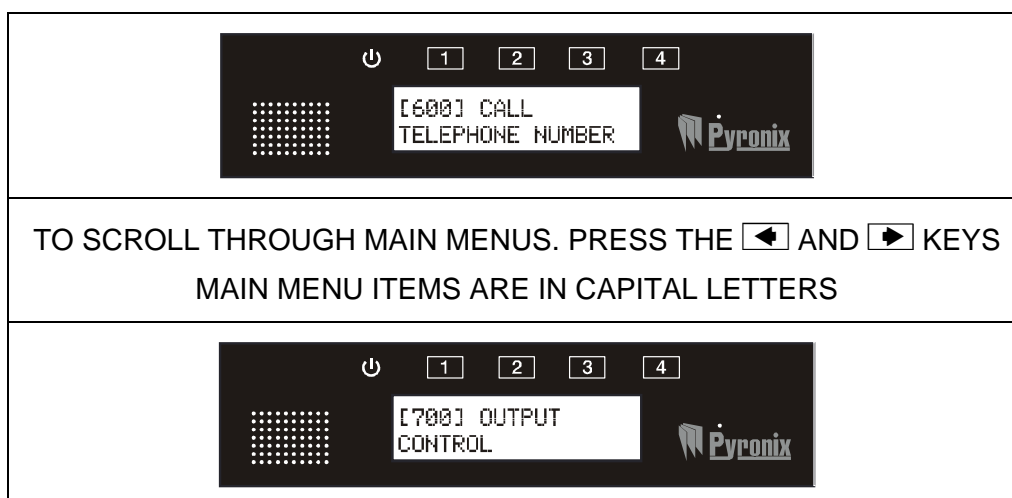 1 2 3 4
[600] CALL
TELEPHONE NUMBER
Pyronix
TO SCROLL THROUGH MAIN MENUS. PRESS THE AND KEYS
MAIN MENU ITEMS ARE IN CAPITAL LETTERS
1 2 3 4
[700] OUTPUT
CONTROL
Pyronix